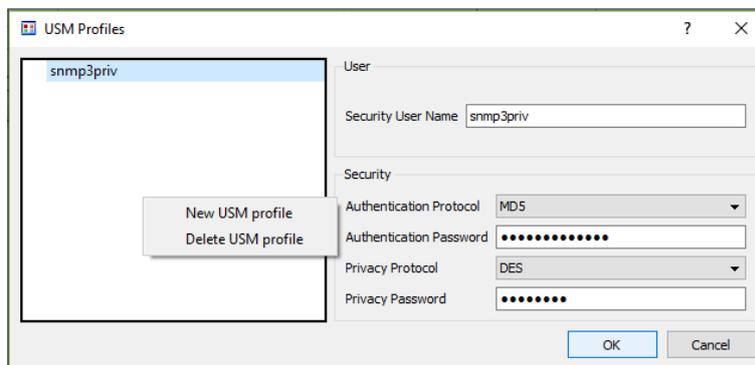 USM Profiles
?
snmp3priv
User
Security User Name snmp3priv
Security
New USM profile
Delete USM profile
Authentication Protocol MD5
Authentication Password •••••••••••••
Privacy Protocol DES
Privacy Password ••••••••
OK Cancel